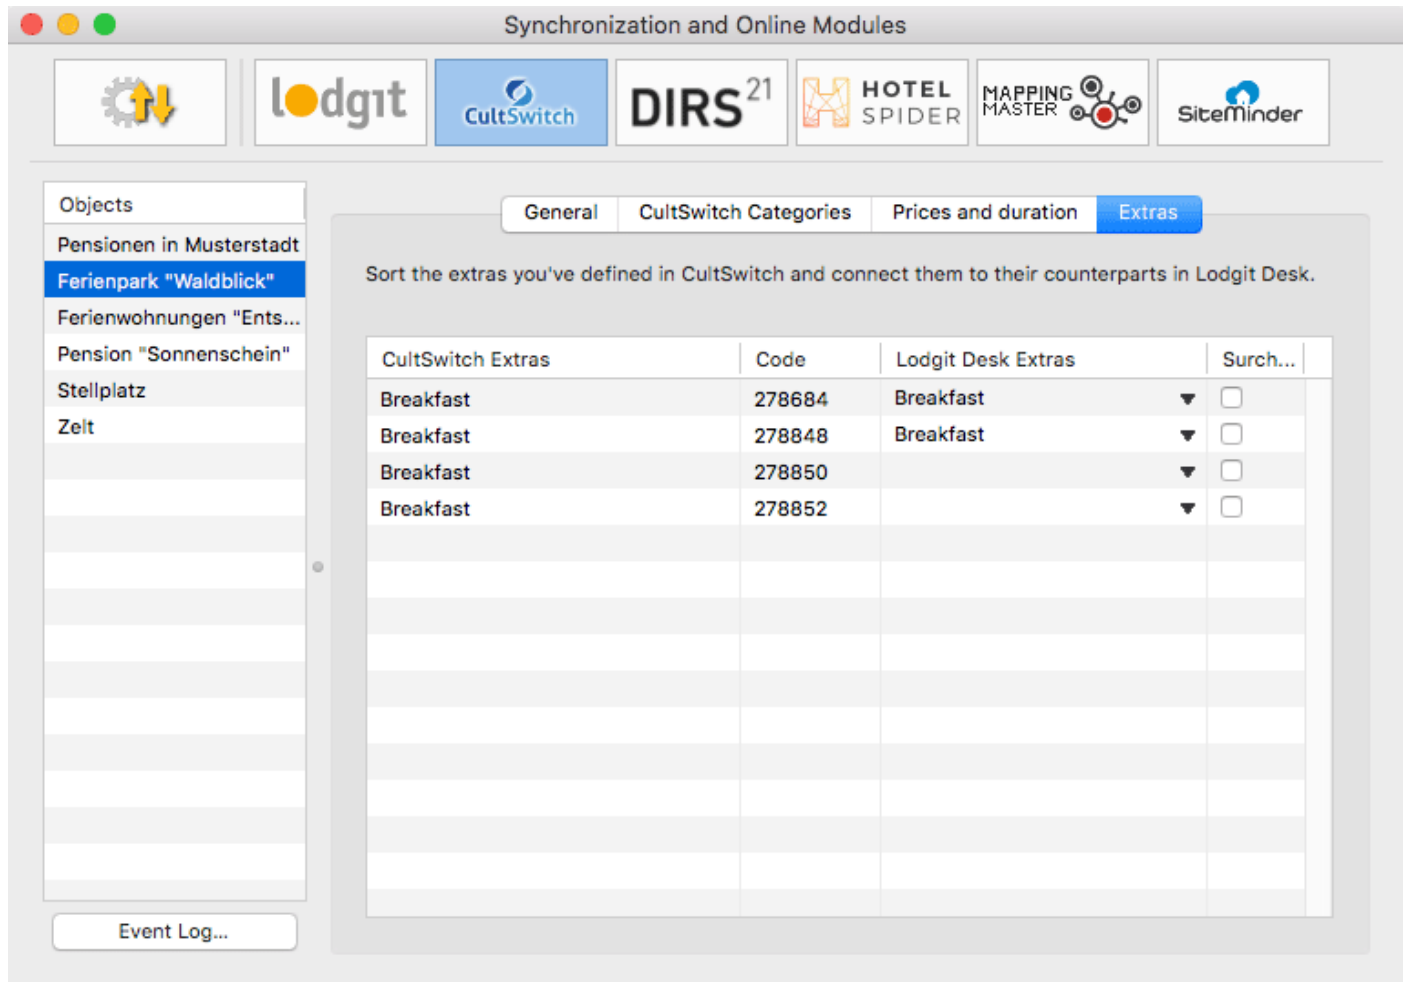 Synchronization and Online Modules
lodgit CultSwitch DIRS21 HOTEL SPIDER MAPPING MASTER SiteMinder
Objects
Pensionen in Musterstadt
Ferienpark "Waldblick"
Ferienwohnungen "Ents...
Pension "Sonnenschein"
Stellplatz
Zelt
Event Log...
General CultSwitch Categories Prices and duration Extras
Sort the extras you've defined in CultSwitch and connect them to their counterparts in Lodgit Desk.
CultSwitch Extras Code Lodgit Desk Extras Surch...
Breakfast 278684 Breakfast
Breakfast 278848 Breakfast
Breakfast 278850
Breakfast 278852